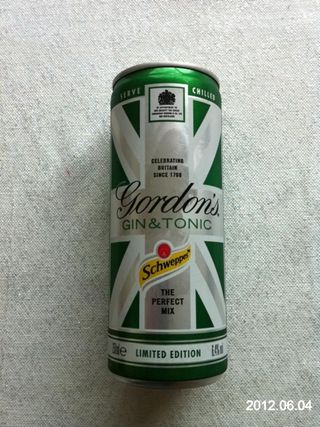 SERVE CHILLED
CELEBRATING
BRITAIN
SINCE 1769
Gordon's
GIN & TONIC
Schweppes
THE
PERFECT
MIX
LIMITED EDITION
2012.06.04